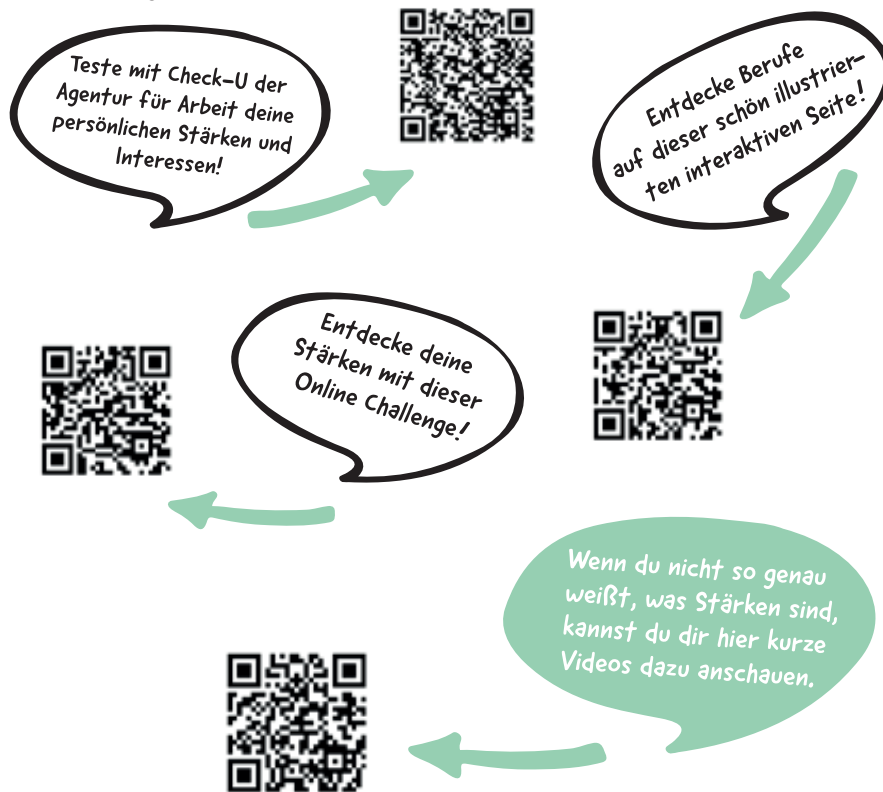 Teste mit Check-U der
Agentur für Arbeit deine
persönlichen Stärken und
Interessen!
Entdecke Berufe
auf dieser schön illustrier-
ten interaktiven Seite!
Entdecke deine
Stärken mit dieser
Online Challenge!
Wenn du nicht so genau
weißt, was Stärken sind,
kannst du dir hier kurze
Videos dazu anschauen.